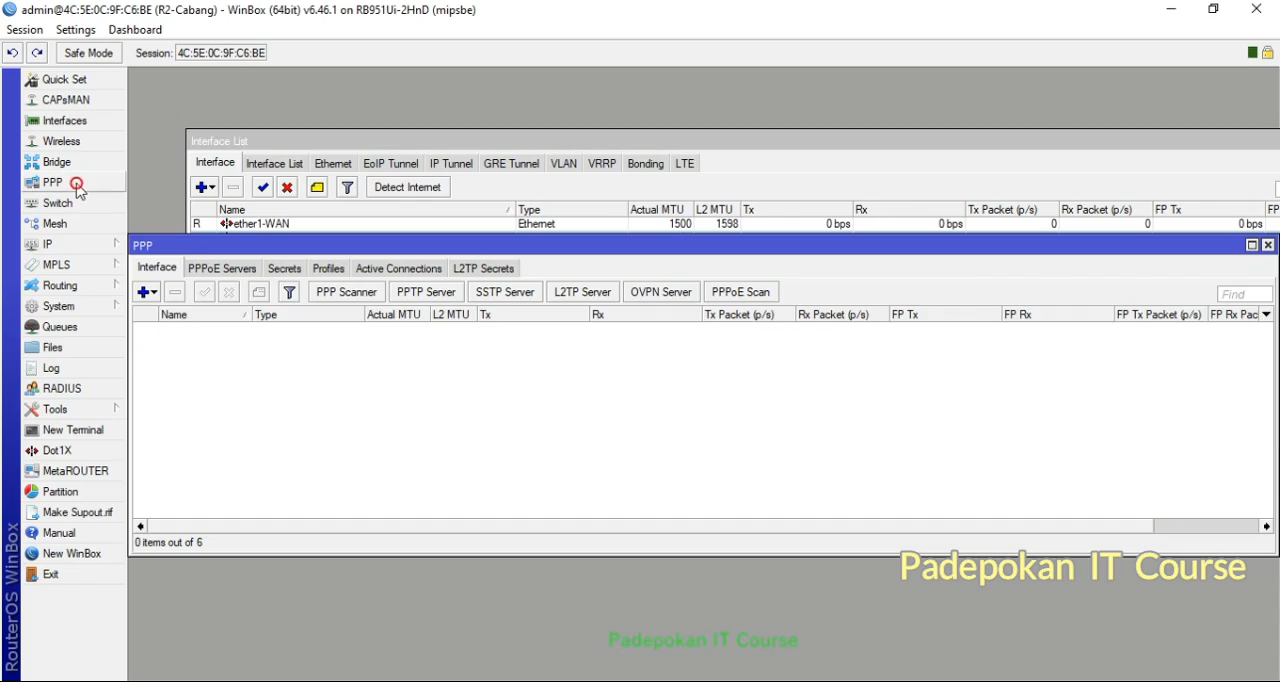 admin@4C:5E:0C:9F:C6:BE (R2-Cabang) - WinBox (64bit) v6.46.1 on RB951Ui-2HnD (mipsbe)
Session Settings Dashboard
Safe Mode Session: 4C:5E:0C:9F:C6:BE
Quick Set
CAPsMAN
Interfaces
Wireless
Bridge
PPP
Switch
Mesh
IP
MPLS
Routing
System
Queues
Files
Log
RADIUS
Tools
New Terminal
Dot1X
MetaROUTER
Partition
Make Supout.rif
Manual
New WinBox
Exit
RouterOS WinBox
Interface List
Interface Interface List Ethernet EoIP Tunnel IP Tunnel GRE Tunnel VLAN VRRP Bonding LTE
Detect Internet
Name Type Actual MTU L2 MTU Tx Rx Tx Packet (p/s) Rx Packet (p/s) FP Tx FP
R ether1-WAN Ethernet 1500 1598 0 bps 0 bps 0 0 0 bps
PPP
Interface PPPoE Servers Secrets Profiles Active Connections L2TP Secrets
PPP Scanner PPTP Server SSTP Server L2TP Server OVPN Server PPPoE Scan Find
Name Type Actual MTU L2 MTU Tx Rx Tx Packet (p/s) Rx Packet (p/s) FP Tx FP Rx FP Tx Packet (p/s) FP Rx Pac
0 items out of 6
Padepokan IT Course
Padepokan IT Course